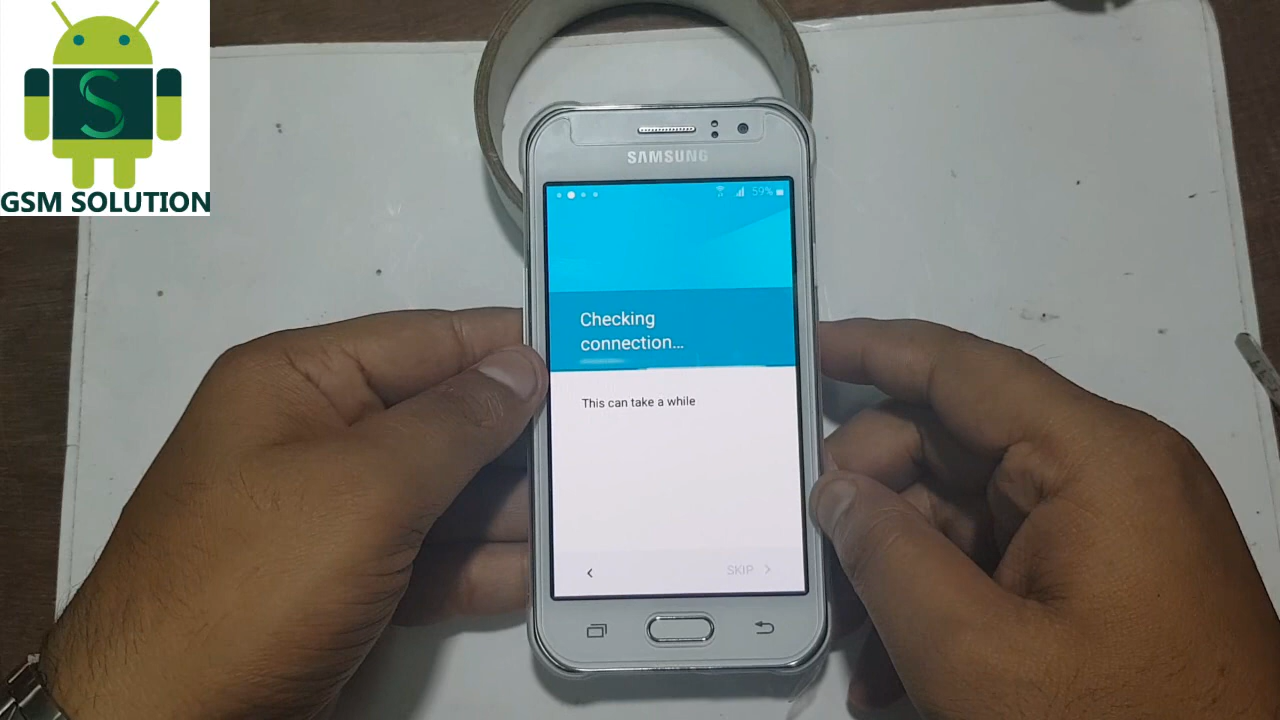 GSM SOLUTION
SAMSUNG
59%
Checking
connection...
This can take a while
SKIP